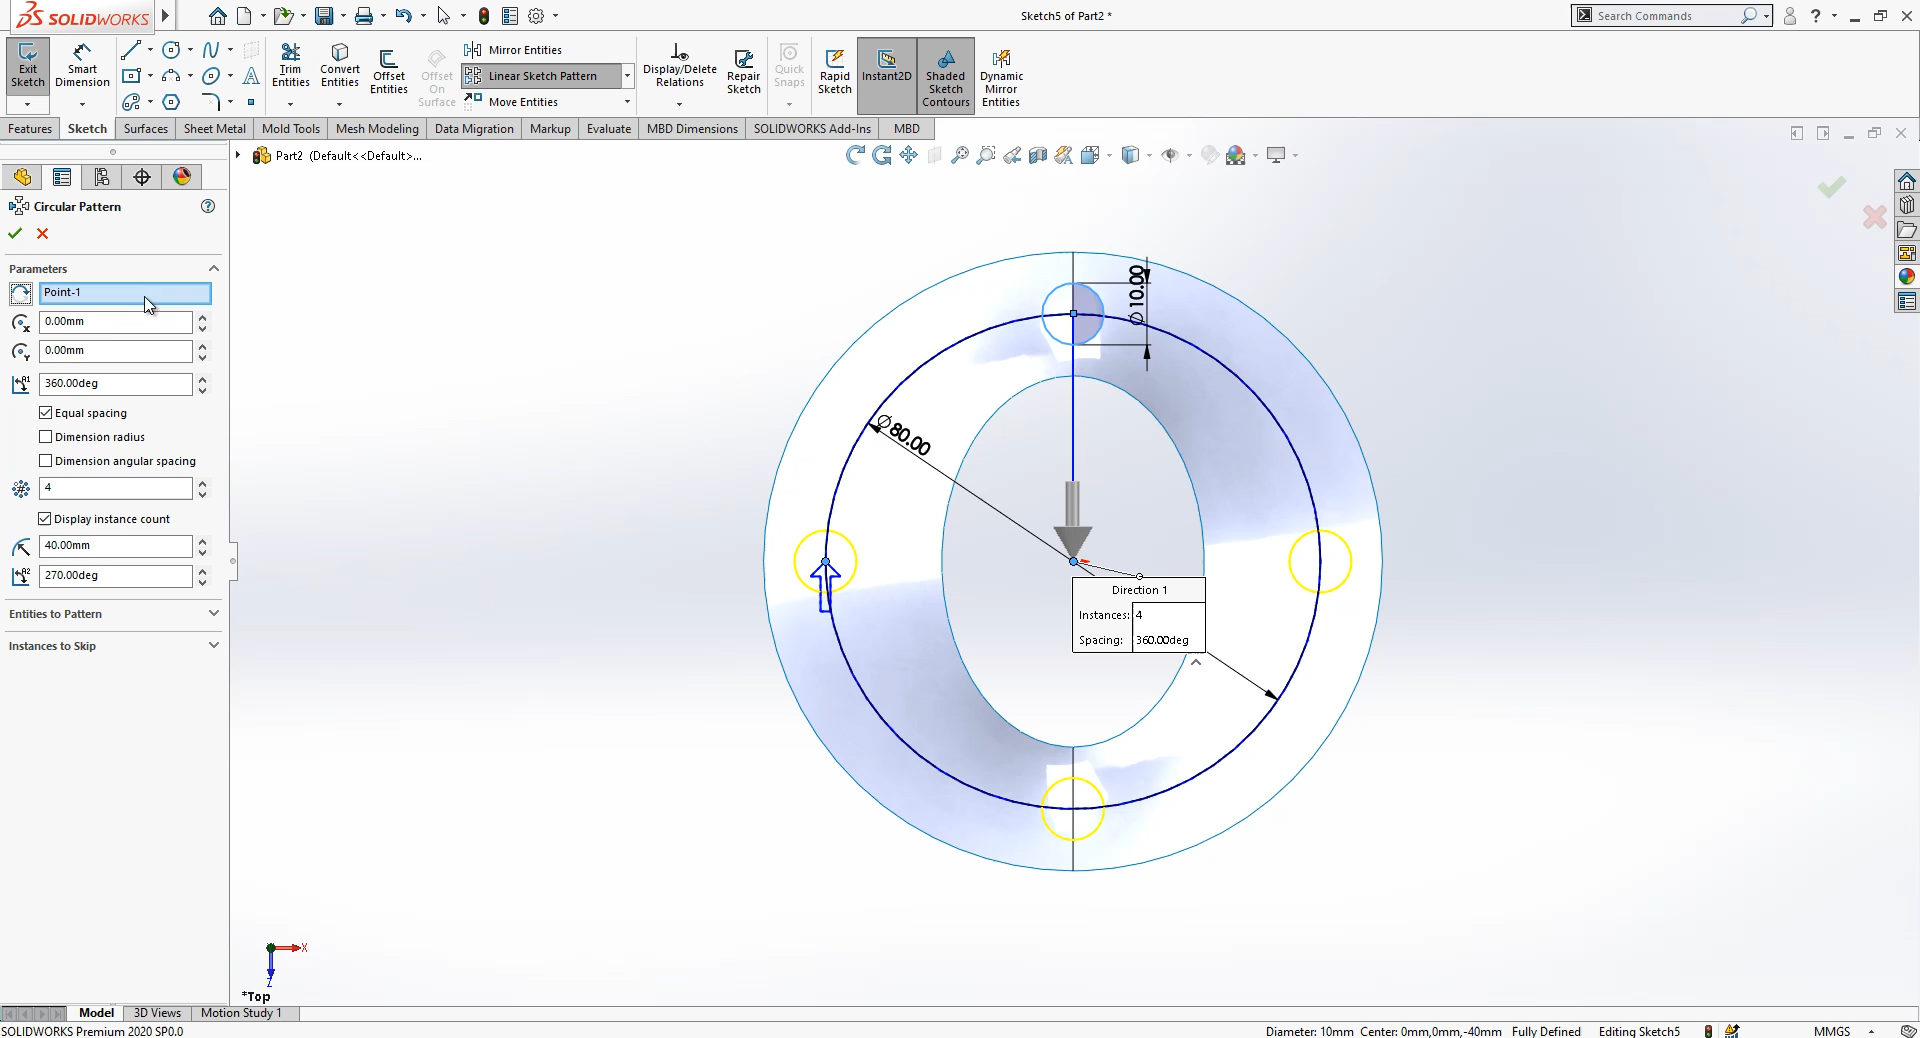 SOLIDWORKS
Sketch5 of Part2 *
Search Commands
Exit Sketch
Smart Dimension
Trim Entities
Convert Entities
Offset Entities
Offset On Surface
Mirror Entities
Linear Sketch Pattern
Move Entities
Display/Delete Relations
Repair Sketch
Quick Snaps
Rapid Sketch
Instant2D
Shaded Sketch Contours
Dynamic Mirror Entities
Features
Sketch
Surfaces
Sheet Metal
Mold Tools
Mesh Modeling
Data Migration
Markup
Evaluate
MBD Dimensions
SOLIDWORKS Add-Ins
MBD
Part2 (Default<<Default>...
Circular Pattern
Parameters
Point-1
0.00mm
0.00mm
360.00deg
Equal spacing
Dimension radius
Dimension angular spacing
4
Display instance count
40.00mm
270.00deg
Entities to Pattern
Instances to Skip
Ø10.00
Ø80.00
Direction 1
Instances: 4
Spacing: 360.00deg
X
Z
*Top
Model
3D Views
Motion Study 1
SOLIDWORKS Premium 2020 SP0.0
Diameter: 10mm Center: 0mm,0mm,-40mm
Fully Defined
Editing Sketch5
MMGS